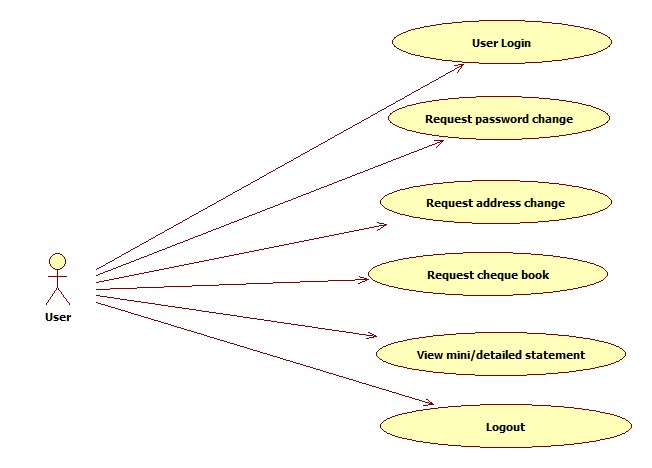 User Login
Request password change
Request address change
Request cheque book
User
View mini/detailed statement
Logout